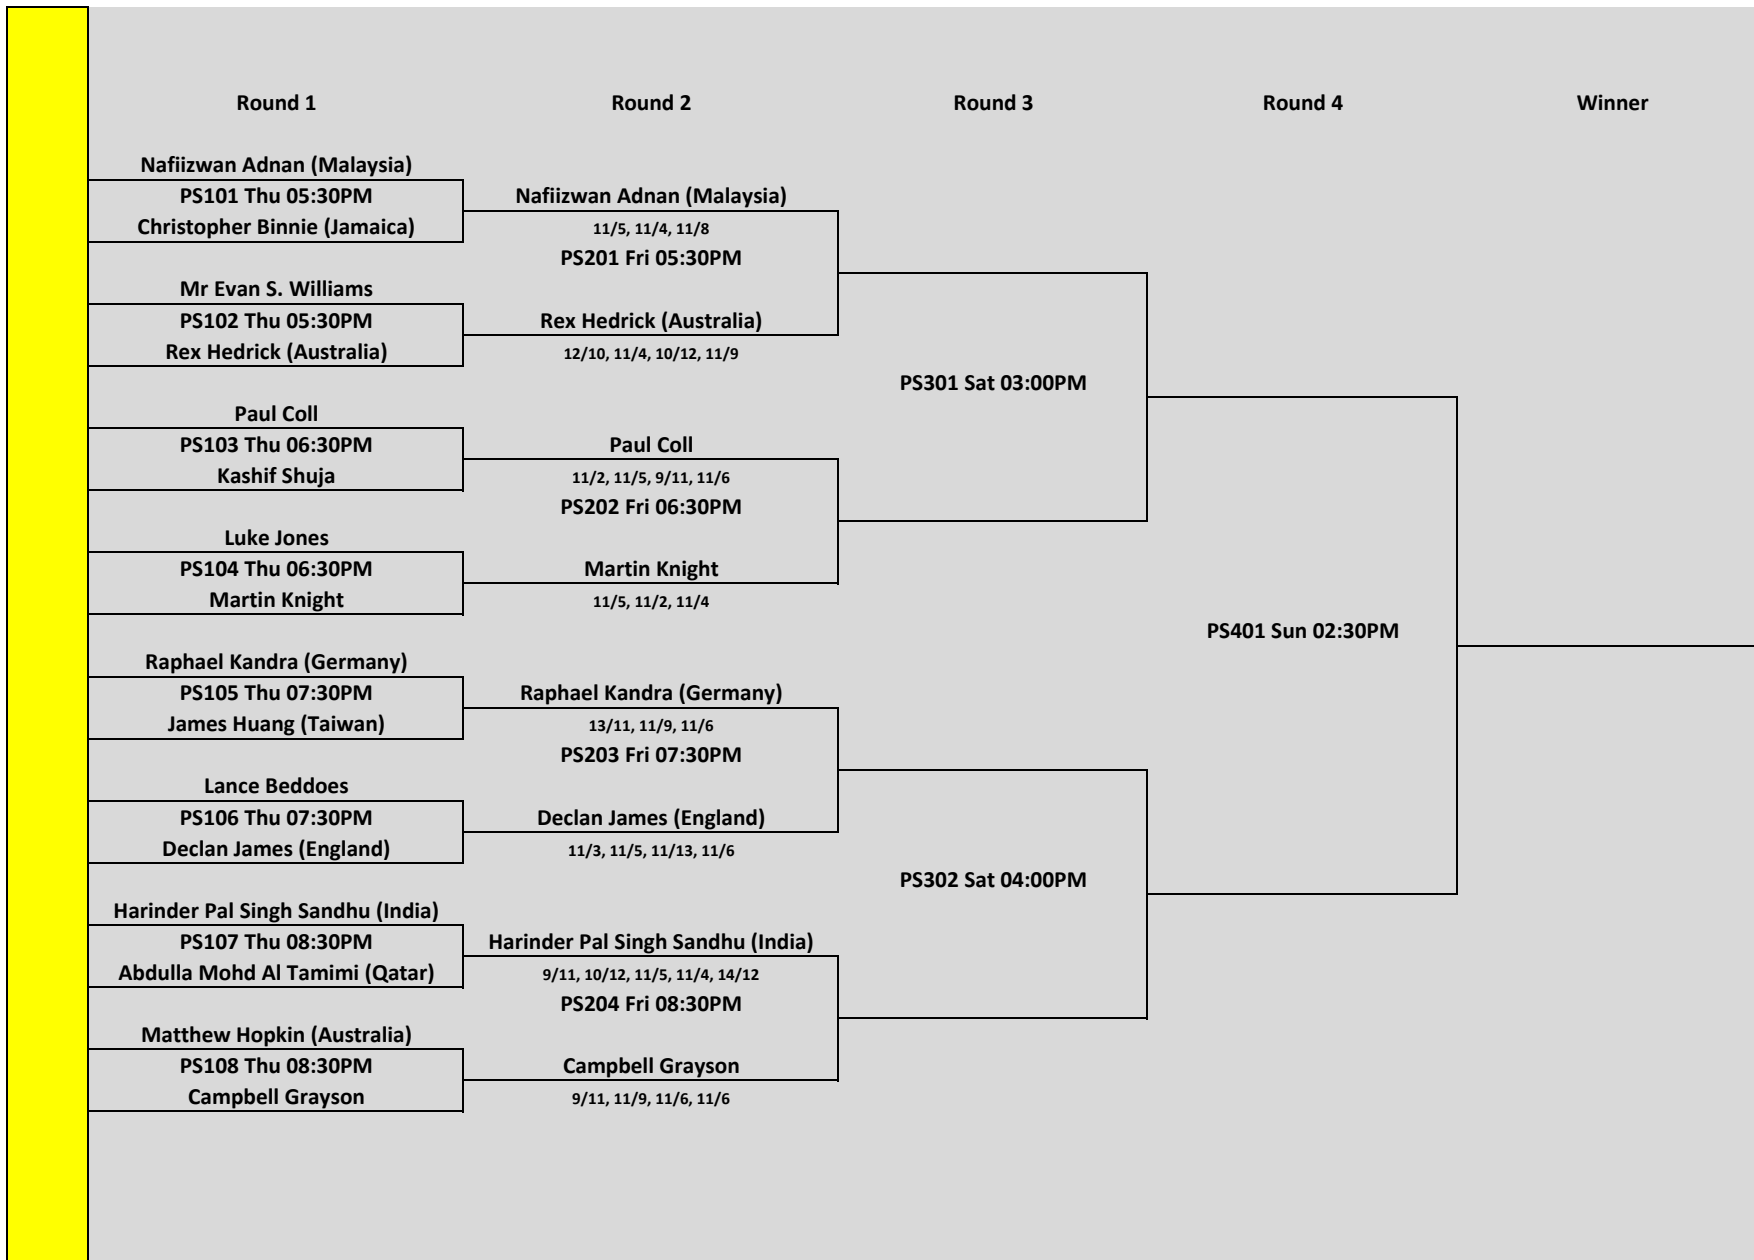 Round 1 Round 2 Round 3 Round 4 Winner
Nafiizwan Adnan (Malaysia)
PS101 Thu 05:30PM
Christopher Binnie (Jamaica)
Mr Evan S. Williams
PS102 Thu 05:30PM
Rex Hedrick (Australia)
Paul Coll
PS103 Thu 06:30PM
Kashif Shuja
Luke Jones
PS104 Thu 06:30PM
Martin Knight
Raphael Kandra (Germany)
PS105 Thu 07:30PM
James Huang (Taiwan)
Lance Beddoes
PS106 Thu 07:30PM
Declan James (England)
Harinder Pal Singh Sandhu (India)
PS107 Thu 08:30PM
Abdulla Mohd Al Tamimi (Qatar)
Matthew Hopkin (Australia)
PS108 Thu 08:30PM
Campbell Grayson
Nafiizwan Adnan (Malaysia)
11/5, 11/4, 11/8
PS201 Fri 05:30PM
Rex Hedrick (Australia)
12/10, 11/4, 10/12, 11/9
Paul Coll
11/2, 11/5, 9/11, 11/6
PS202 Fri 06:30PM
Martin Knight
11/5, 11/2, 11/4
Raphael Kandra (Germany)
13/11, 11/9, 11/6
PS203 Fri 07:30PM
Declan James (England)
11/3, 11/5, 11/13, 11/6
Harinder Pal Singh Sandhu (India)
9/11, 10/12, 11/5, 11/4, 14/12
PS204 Fri 08:30PM
Campbell Grayson
9/11, 11/9, 11/6, 11/6
PS301 Sat 03:00PM
PS302 Sat 04:00PM
PS401 Sun 02:30PM